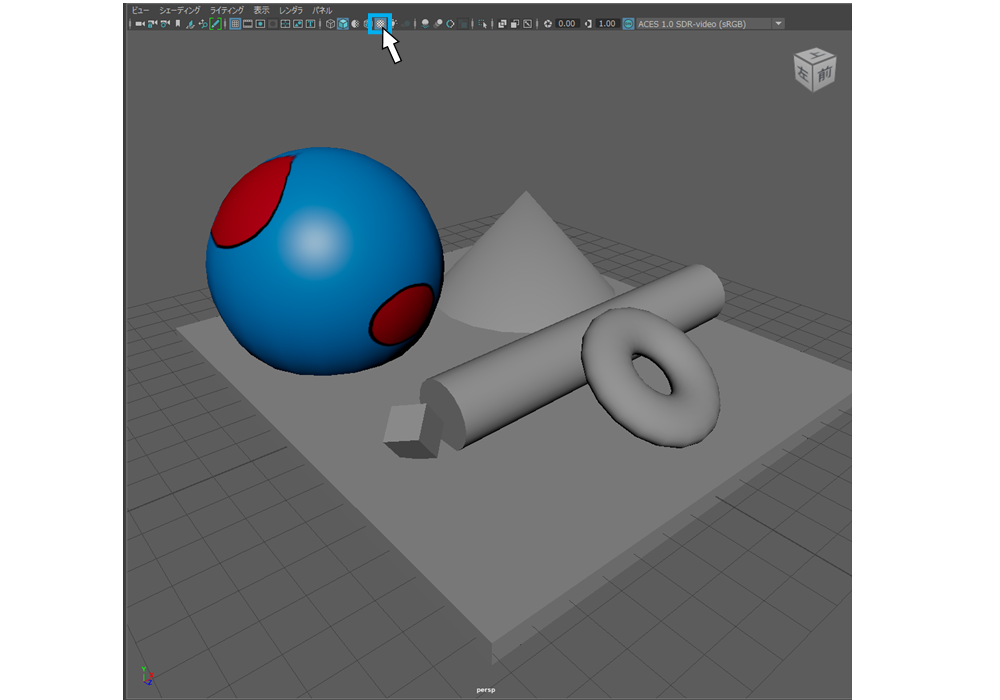 ビュー シェーディング ライティング 表示 レンダラ パネル
0.00 1.00 ACES 1.0 SDR-video (sRGB)
上
左 前
persp